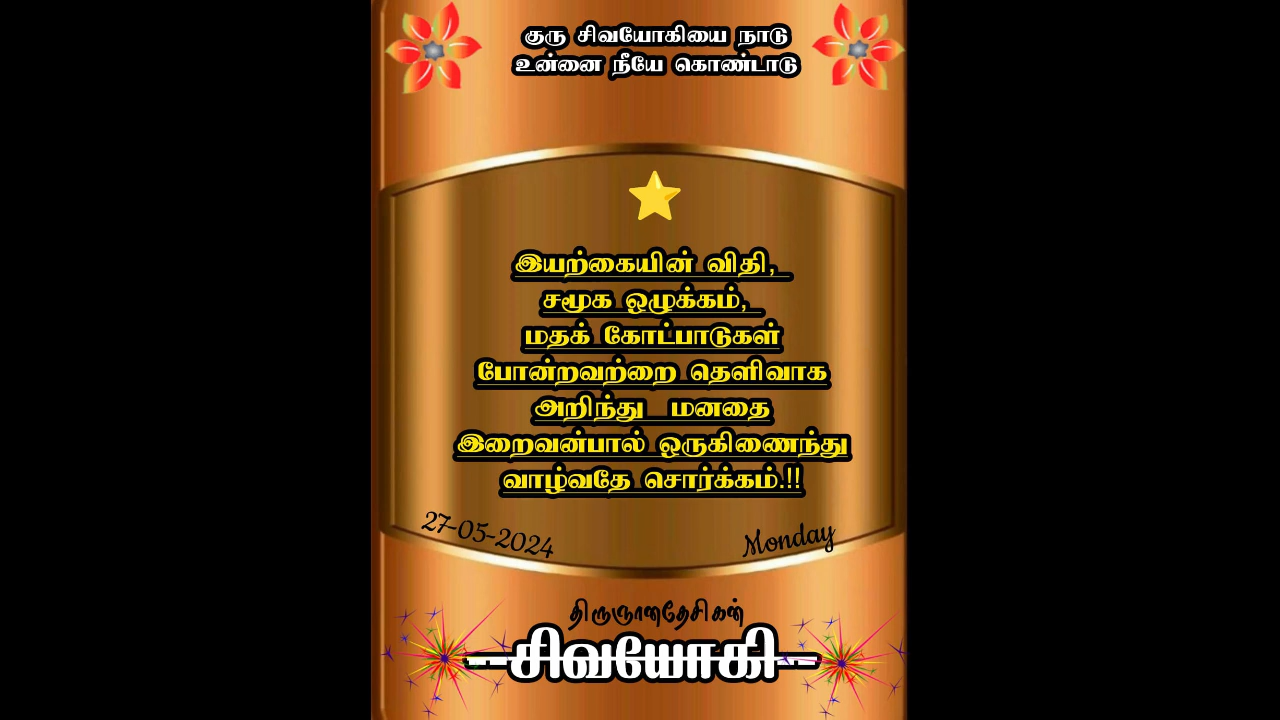 குரு சிவயோகியை நாடு
உன்னை நீயே கொண்டாடு
இயற்கையின் விதி,
சமூக ஒழுக்கம்,
மதக் கோட்பாடுகள்
போன்றவற்றை தெளிவாக
அறிந்து மனதை
இறைவன்பால் ஒருகிணைந்து
வாழ்வதே சொர்க்கம்.!!
27-05-2024
Monday
திருஞானதேசிகன்
--சிவயோகி--